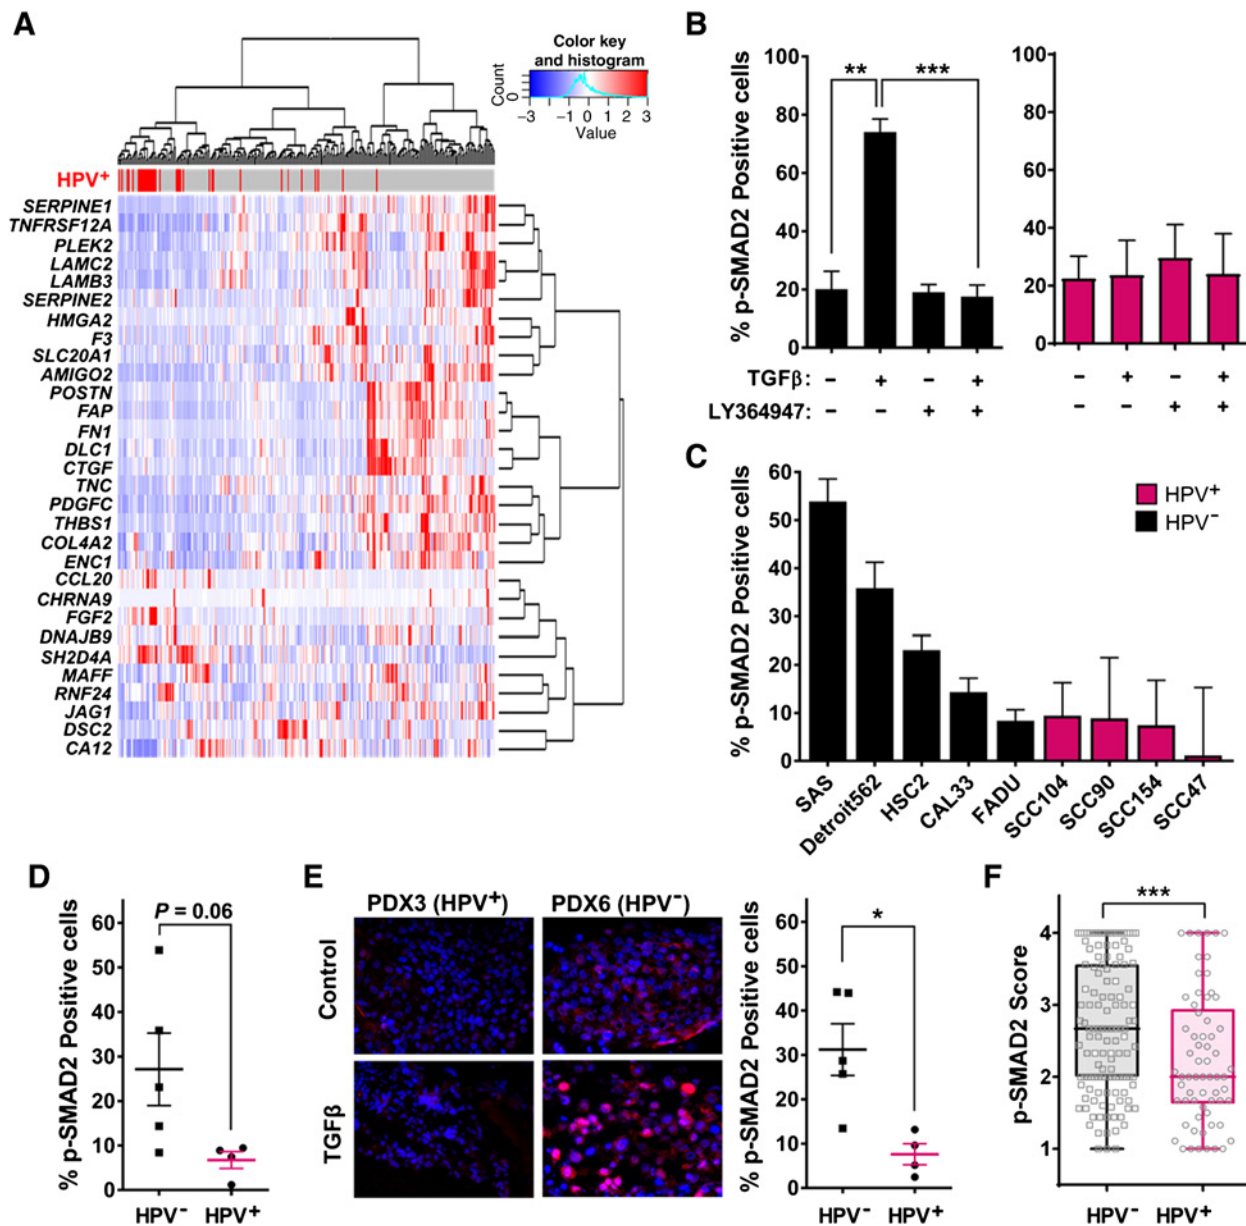 A
Color key
and histogram
Count
0
−3 −1 0 1 2 3
Value
HPV+
SERPINE1
TNFRSF12A
PLEK2
LAMC2
LAMB3
SERPINE2
HMGA2
F3
SLC20A1
AMIGO2
POSTN
FAP
FN1
DLC1
CTGF
TNC
PDGFC
THBS1
COL4A2
ENC1
CCL20
CHRNA9
FGF2
DNAJB9
SH2D4A
MAFF
RNF24
JAG1
DSC2
CA12
B
% p-SMAD2 Positive cells
100
80
60
40
20
0
** ***
100
80
60
40
20
0
TGFβ: − + − + − + − +
LY364947: − − + + − − + +
C
% p-SMAD2 Positive cells
60
50
40
30
20
10
0
HPV+
HPV−
SAS
Detroit562
HSC2
CAL33
FADU
SCC104
SCC90
SCC154
SCC47
D
% p-SMAD2 Positive cells
60
50
40
30
20
10
0
P = 0.06
HPV− HPV+
E
PDX3 (HPV+) PDX6 (HPV−)
Control
TGFβ
% p-SMAD2 Positive cells
60
50
40
30
20
10
0
*
HPV− HPV+
F
p-SMAD2 Score
4
3
2
1
***
HPV− HPV+